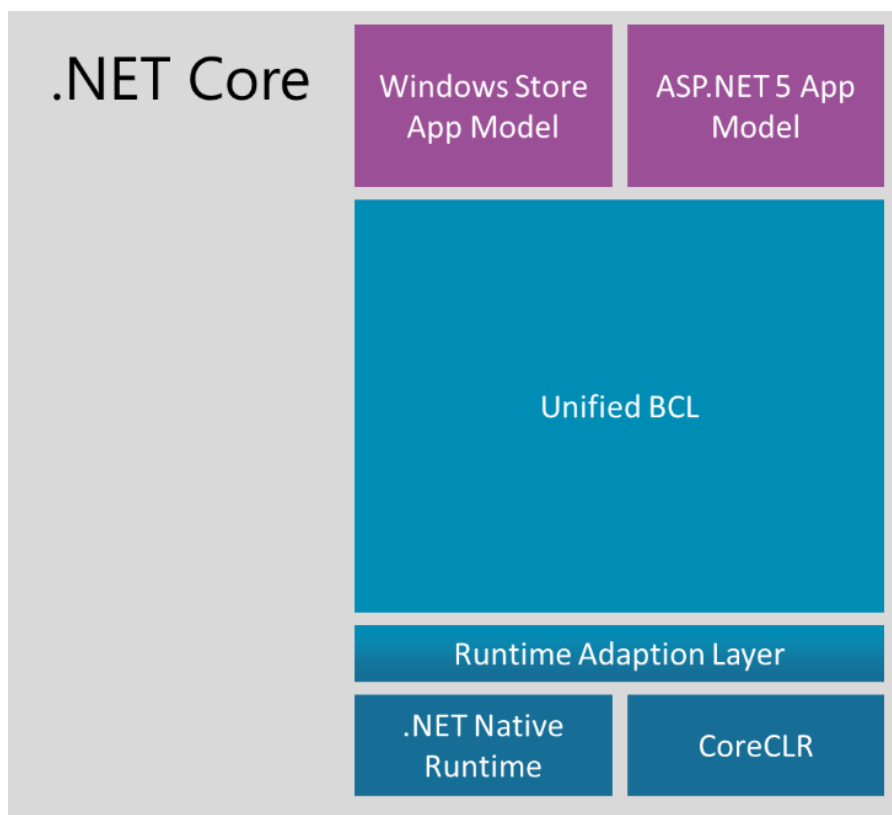 .NET Core
Windows Store
App Model
ASP.NET 5 App
Model
Unified BCL
Runtime Adaption Layer
.NET Native
Runtime
CoreCLR